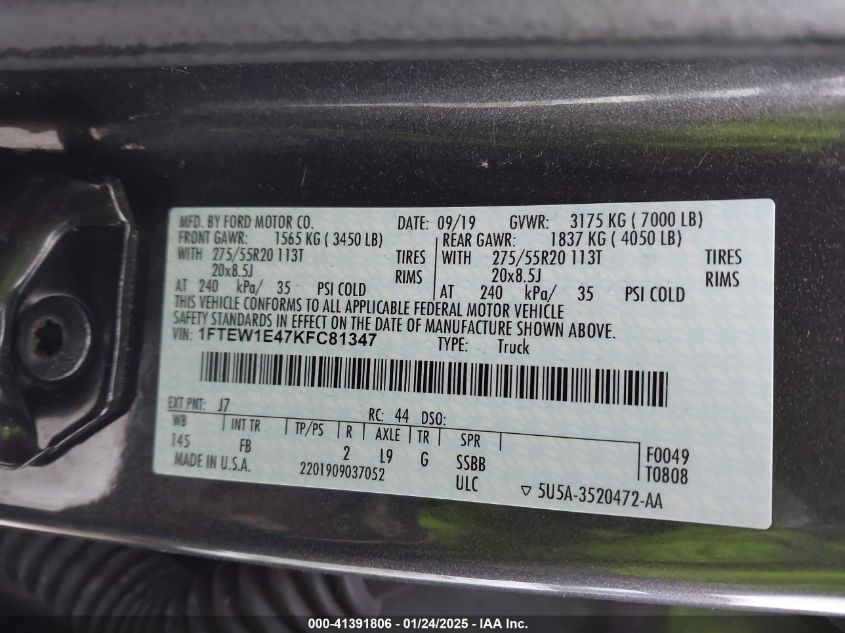 MFD. BY FORD MOTOR CO. DATE: 09/19 GVWR: 3175 KG ( 7000 LB)
FRONT GAWR: 1565 KG ( 3450 LB) REAR GAWR: 1837 KG ( 4050 LB)
WITH 275/55R20 113T TIRES WITH 275/55R20 113T TIRES
20x8.5J RIMS 20x8.5J RIMS
AT 240 kPa/ 35 PSI COLD AT 240 kPa/ 35 PSI COLD
THIS VEHICLE CONFORMS TO ALL APPLICABLE FEDERAL MOTOR VEHICLE
SAFETY STANDARDS IN EFFECT ON THE DATE OF MANUFACTURE SHOWN ABOVE.
VIN: 1FTEW1E47KFC81347 TYPE: Truck
EXT PNT: J7 RC: 44 DSO:
WB INT TR TP/PS R AXLE TR SPR F0049
145 FB 2 L9 G SSBB T0808
MADE IN U.S.A. 2201909037052 ULC ▽ 5U5A-3520472-AA
000-41391806 - 01/24/2025 - IAA Inc.